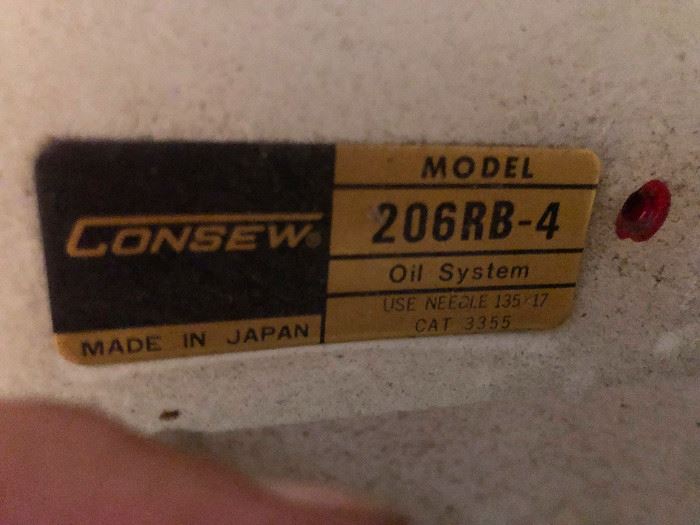 CONSEW®
MADE IN JAPAN
MODEL
206RB-4
Oil System
USE NEEDLE 135×17
CAT 3355